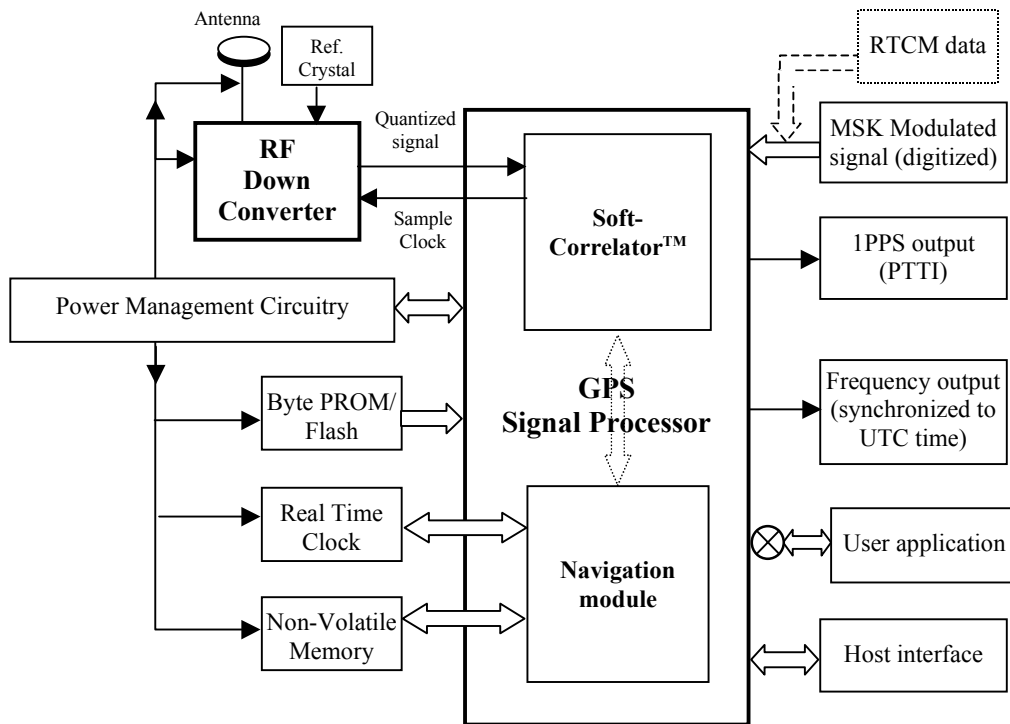 Antenna
Ref.
Crystal
RTCM data
Quantized
signal
MSK Modulated
signal (digitized)
RF
Down
Converter
Sample
Clock
Soft-
Correlator™
1PPS output
(PTTI)
Power Management Circuitry
GPS
Signal Processor
Frequency output
(synchronized to
UTC time)
Byte PROM/
Flash
Real Time
Clock
User application
Navigation
module
Non-Volatile
Memory
Host interface